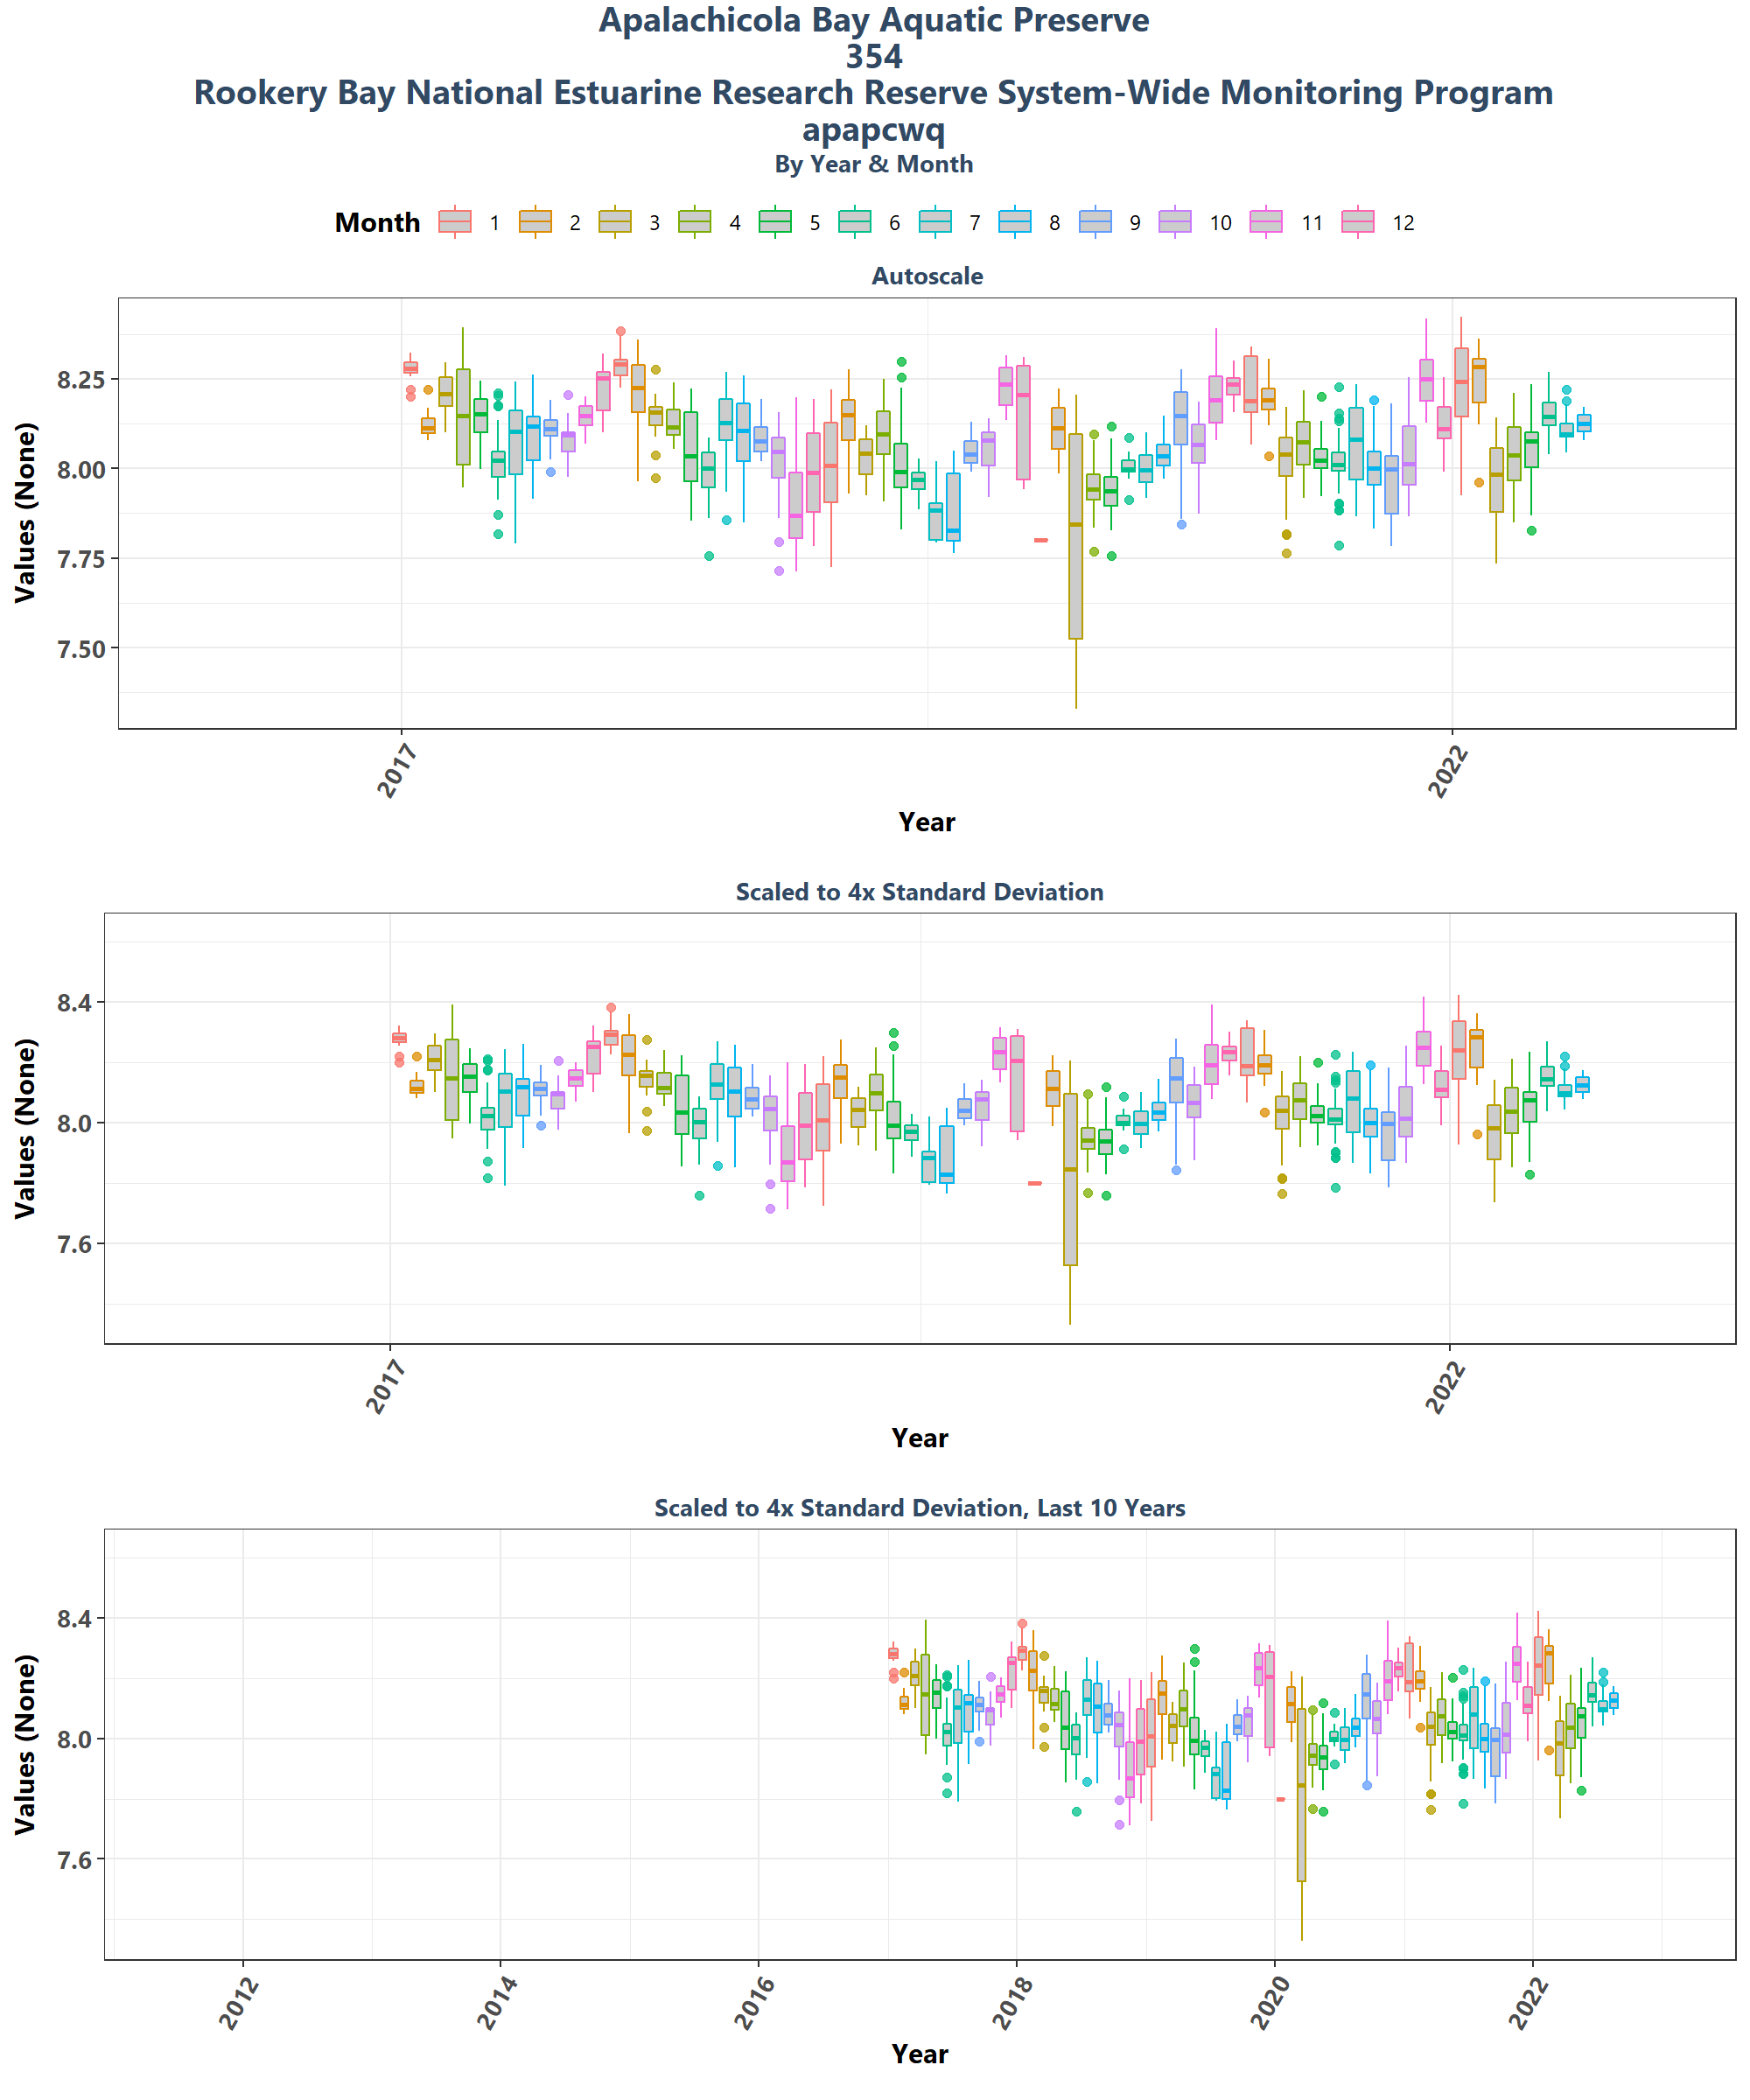 Apalachicola Bay Aquatic Preserve
354
Rookery Bay National Estuarine Research Reserve System-Wide Monitoring Program
apapcwq
By Year & Month
Month 1 2 3 4 5 6 7 8 9 10 11 12
Autoscale
Values (None)
8.25
8.00
7.75
7.50
2017 2022
Year
Scaled to 4x Standard Deviation
Values (None)
8.4
8.0
7.6
2017 2022
Year
Scaled to 4x Standard Deviation, Last 10 Years
Values (None)
8.4
8.0
7.6
2012 2014 2016 2018 2020 2022
Year